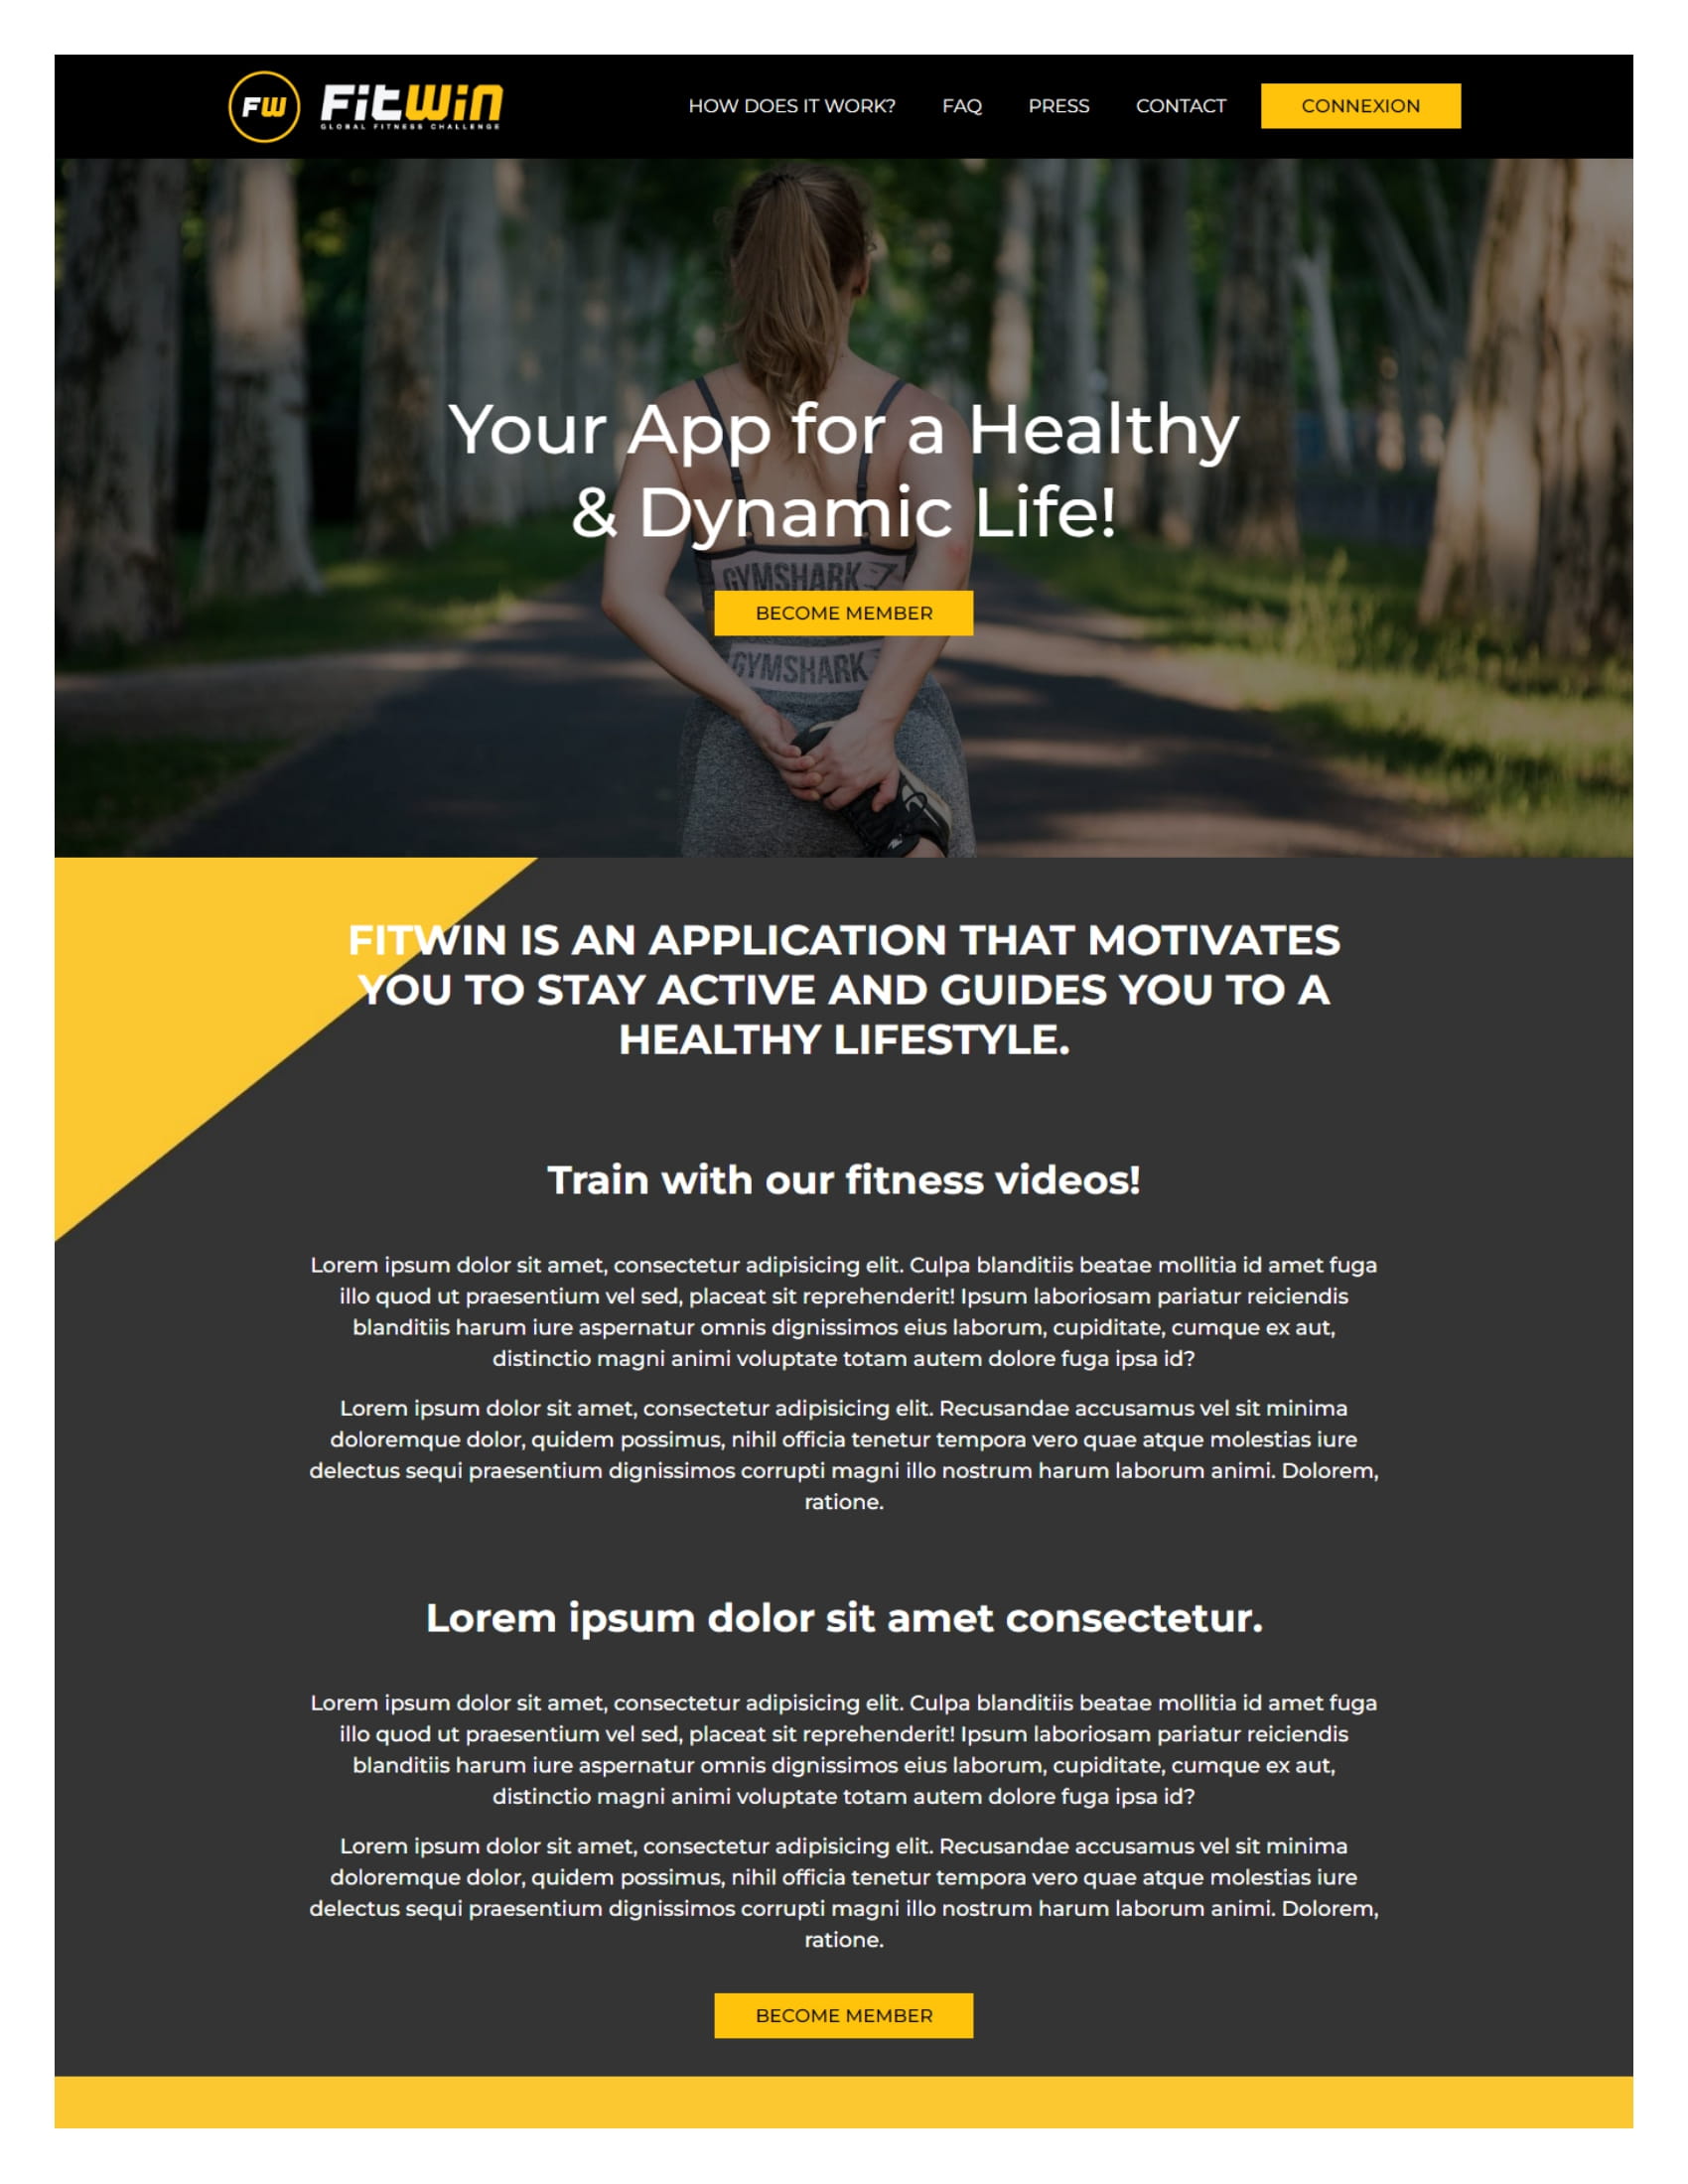 FW FitWin
GLOBAL FITNESS CHALLENGE
HOW DOES IT WORK? FAQ PRESS CONTACT CONNEXION
Your App for a Healthy
& Dynamic Life!
GYMSHARK
BECOME MEMBER
GYMSHARK
FITWIN IS AN APPLICATION THAT MOTIVATES
YOU TO STAY ACTIVE AND GUIDES YOU TO A
HEALTHY LIFESTYLE.
Train with our fitness videos!
Lorem ipsum dolor sit amet, consectetur adipisicing elit. Culpa blanditiis beatae mollitia id amet fuga
illo quod ut praesentium vel sed, placeat sit reprehenderit! Ipsum laboriosam pariatur reiciendis
blanditiis harum iure aspernatur omnis dignissimos eius laborum, cupiditate, cumque ex aut,
distinctio magni animi voluptate totam autem dolore fuga ipsa id?
Lorem ipsum dolor sit amet, consectetur adipisicing elit. Recusandae accusamus vel sit minima
doloremque dolor, quidem possimus, nihil officia tenetur tempora vero quae atque molestias iure
delectus sequi praesentium dignissimos corrupti magni illo nostrum harum laborum animi. Dolorem,
ratione.
Lorem ipsum dolor sit amet consectetur.
Lorem ipsum dolor sit amet, consectetur adipisicing elit. Culpa blanditiis beatae mollitia id amet fuga
illo quod ut praesentium vel sed, placeat sit reprehenderit! Ipsum laboriosam pariatur reiciendis
blanditiis harum iure aspernatur omnis dignissimos eius laborum, cupiditate, cumque ex aut,
distinctio magni animi voluptate totam autem dolore fuga ipsa id?
Lorem ipsum dolor sit amet, consectetur adipisicing elit. Recusandae accusamus vel sit minima
doloremque dolor, quidem possimus, nihil officia tenetur tempora vero quae atque molestias iure
delectus sequi praesentium dignissimos corrupti magni illo nostrum harum laborum animi. Dolorem,
ratione.
BECOME MEMBER